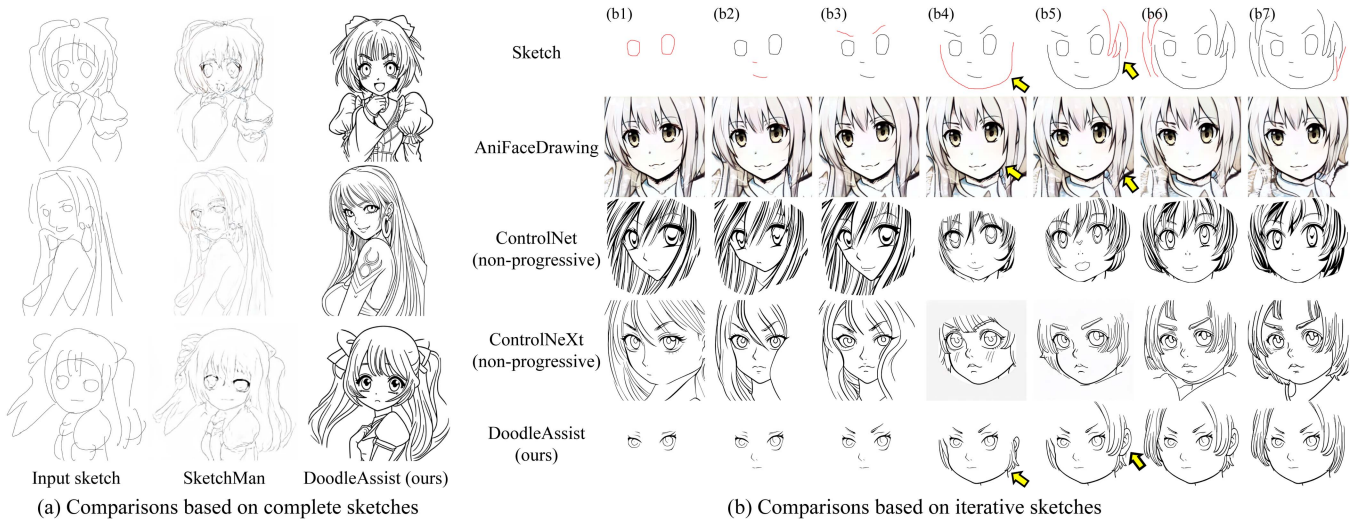 (b1) (b2) (b3) (b4) (b5) (b6) (b7)
Sketch
AniFaceDrawing
ControlNet
(non-progressive)
ControlNeXt
(non-progressive)
DoodleAssist
(ours)
Input sketch SketchMan DoodleAssist (ours)
(a) Comparisons based on complete sketches
(b) Comparisons based on iterative sketches